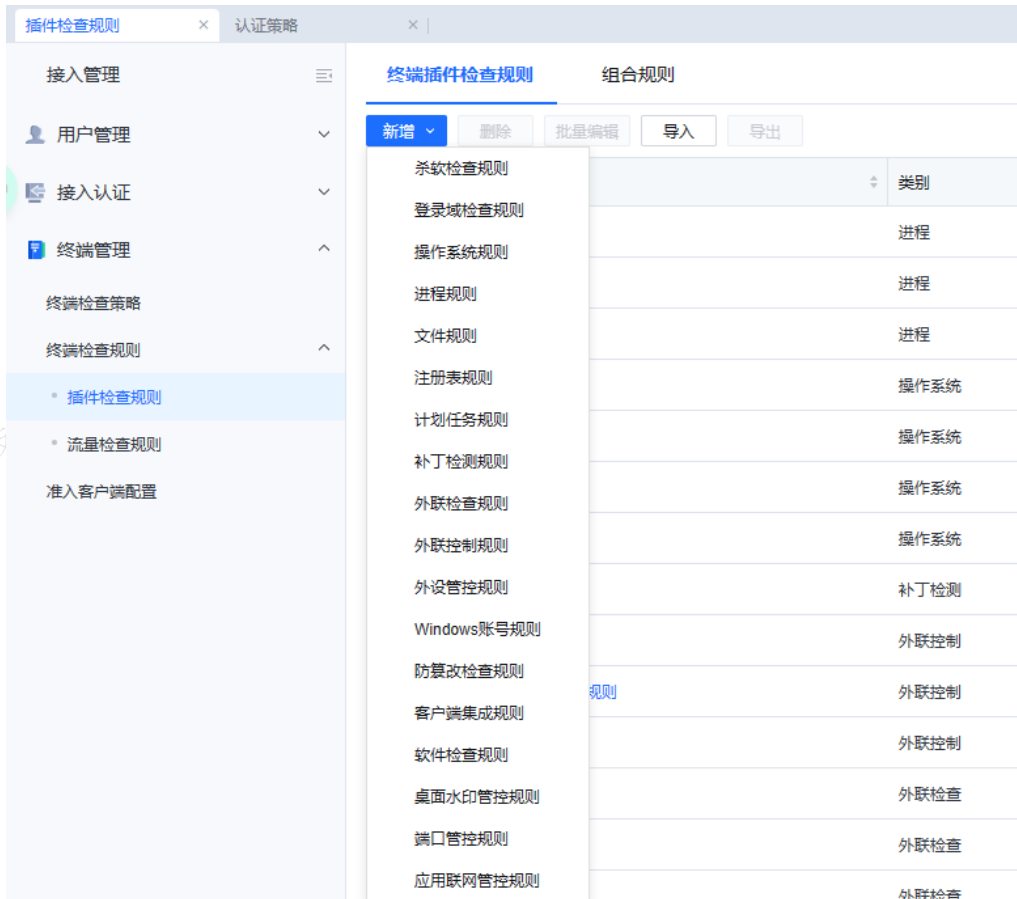 插件检查规则
认证策略
接入管理
用户管理
接入认证
终端管理
终端检查策略
终端检查规则
插件检查规则
流量检查规则
准入客户端配置
终端插件检查规则
组合规则
新增
删除
批量编辑
导入
导出
杀软检查规则
登录域检查规则
操作系统规则
进程规则
文件规则
注册表规则
计划任务规则
补丁检测规则
外联检查规则
外联控制规则
外设管控规则
Windows账号规则
防篡改检查规则
客户端集成规则
软件检查规则
桌面水印管控规则
端口管控规则
应用联网管控规则
类别
进程
进程
进程
操作系统
操作系统
操作系统
操作系统
补丁检测
外联控制
规则
外联控制
外联控制
外联检查
外联检查
外联检查